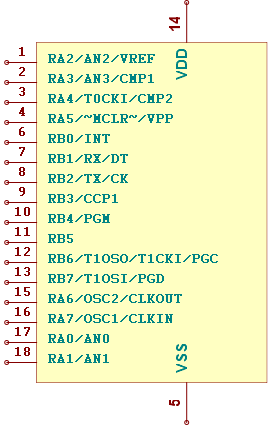 14
VDD
1 RA2/AN2/VREF
2 RA3/AN3/CMP1
3 RA4/T0CKI/CMP2
4 RA5/~MCLR~/VPP
6 RB0/INT
7 RB1/RX/DT
8 RB2/TX/CK
9 RB3/CCP1
10 RB4/PGM
11 RB5
12 RB6/T1OSO/T1CKI/PGC
13 RB7/T1OSI/PGD
15 RA6/OSC2/CLKOUT
16 RA7/OSC1/CLKIN
17 RA0/AN0
18 RA1/AN1
VSS
5